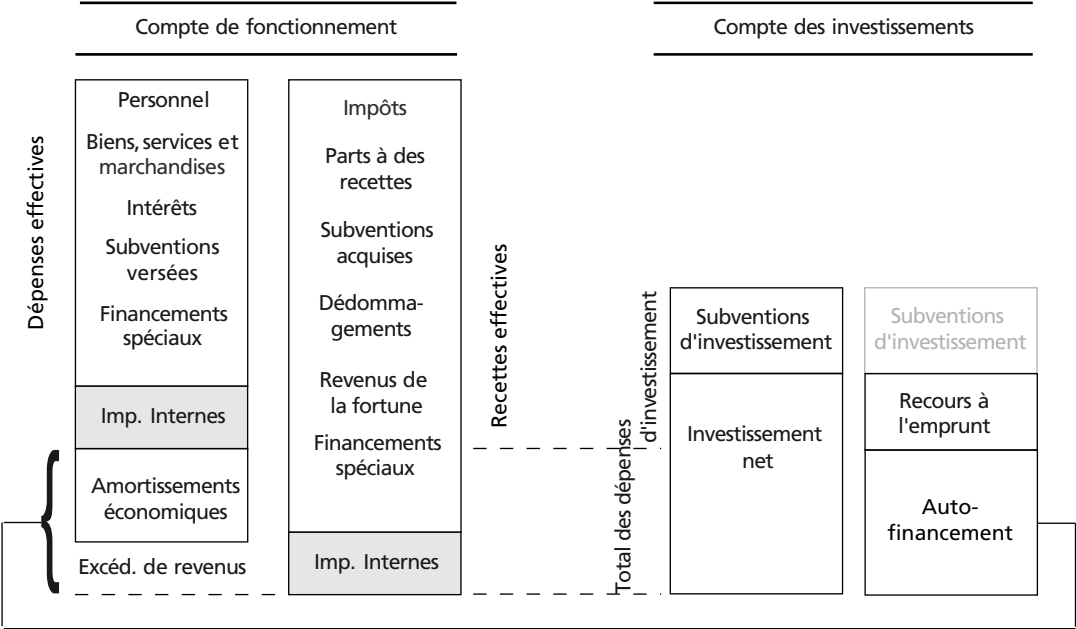 Compte de fonctionnement
Compte des investissements
Dépenses effectives
Personnel
Biens, services et
marchandises
Intérêts
Subventions
versées
Financements
spéciaux
Imp. Internes
Amortissements
économiques
Excéd. de revenus
Impôts
Parts à des
recettes
Subventions
acquises
Dédomma-
gements
Revenus de
la fortune
Financements
spéciaux
Imp. Internes
Recettes effectives
Total des dépenses
d'investissement
Subventions
d'investissement
Investissement
net
Subventions
d'investissement
Recours à
l'emprunt
Auto-
financement